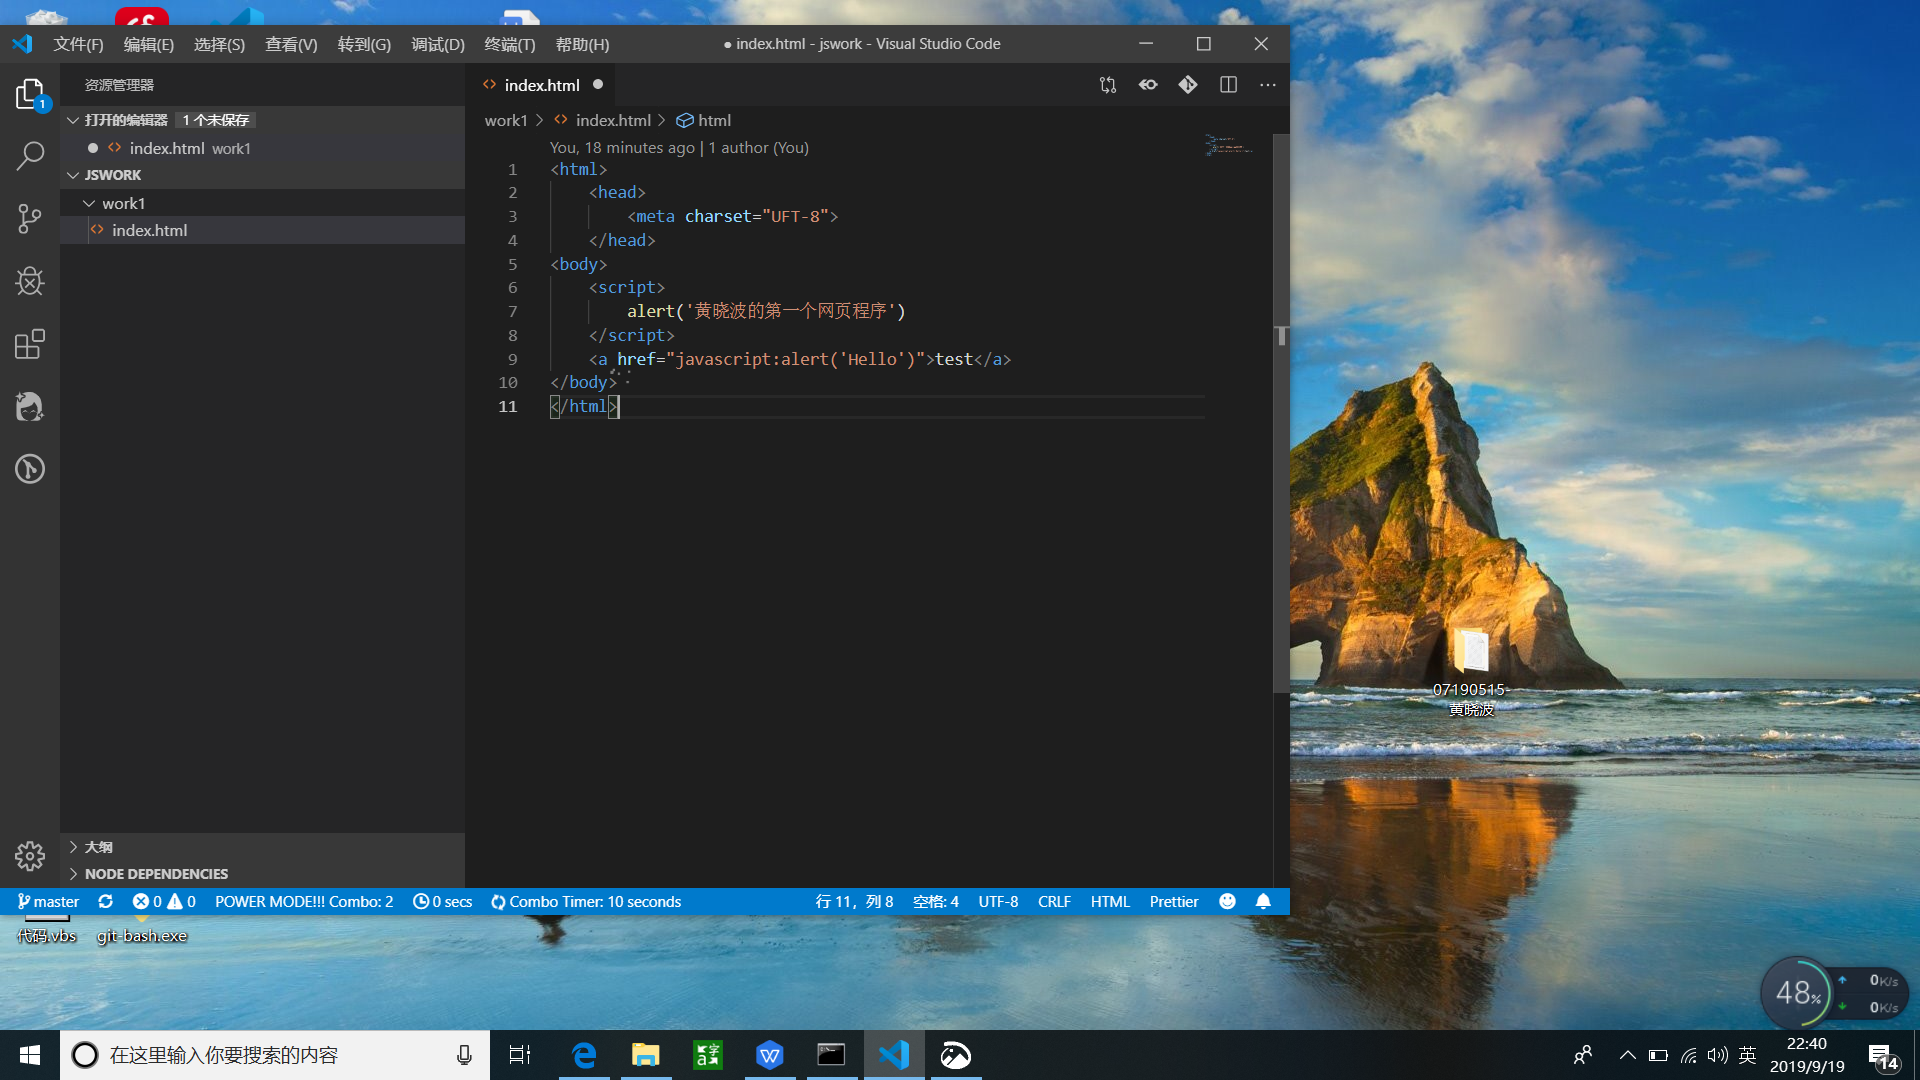 文件(F) 编辑(E) 选择(S) 查看(V) 转到(G) 调试(D) 终端(T) 帮助(H) ● index.html - jswork - Visual Studio Code
资源管理器
index.html
打开的编辑器 1 个未保存
index.html work1
JSWORK
work1
index.html
大纲
NODE DEPENDENCIES
1
work1 > index.html > html
You, 18 minutes ago | 1 author (You)
1 <html>
2 <head>
3 <meta charset="UFT-8">
4 </head>
5 <body>
6 <script>
7 alert('黄晓波的第一个网页程序')
8 </script>
9 <a href="javascript:alert('Hello')">test</a>
10 </body>
11 </html>
master 0 0 POWER MODE!!! Combo: 2 0 secs Combo Timer: 10 seconds 行 11，列 8 空格: 4 UTF-8 CRLF HTML Prettier
07190515-
黄晓波
代码.vbs git-bash.exe
48% 0K/s
0K/s
在这里输入你要搜索的内容
英
22:40
2019/9/19
14